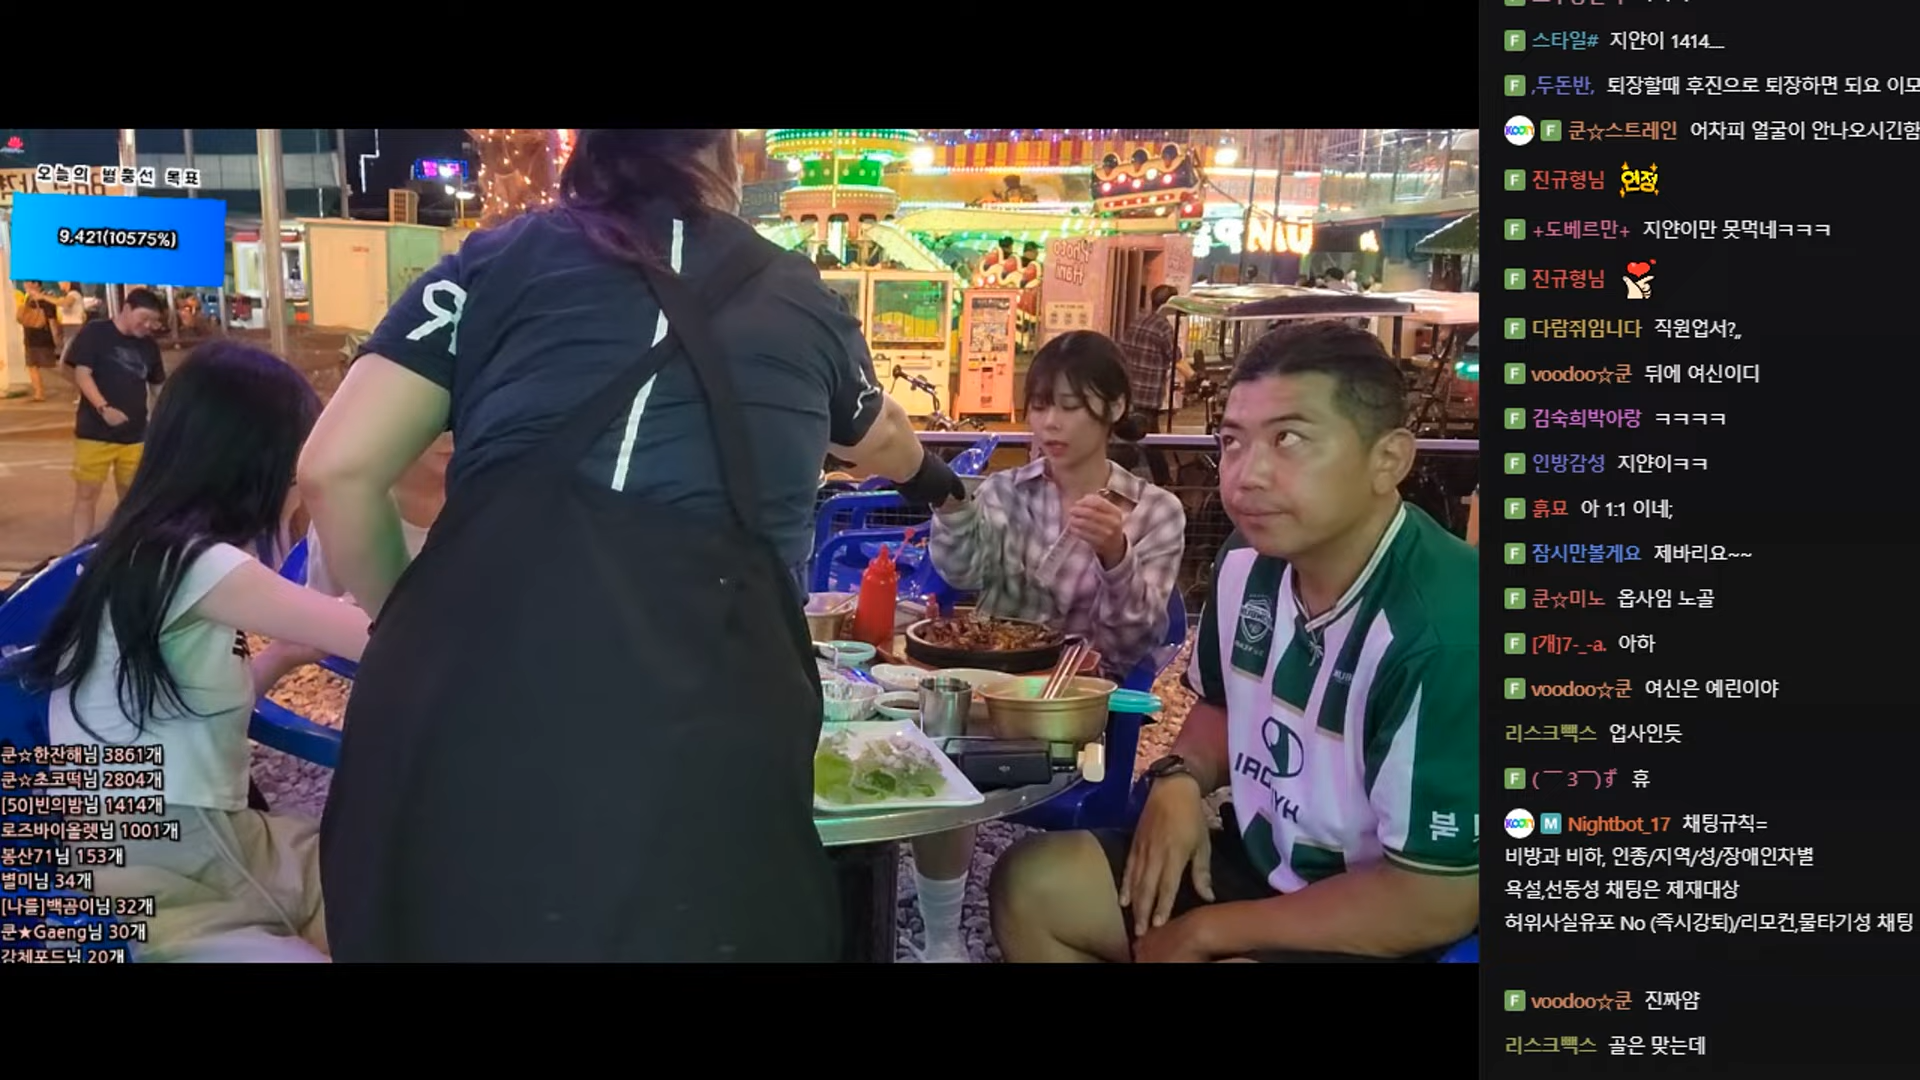 오늘의 별풍선 목표
9,421(10575%)
쿤☆한잔해님 3861개
쿤☆초코떡님 2804개
[50]빈의밤님 1414개
로즈바이올렛님 1001개
봉산71님 153개
별미님 34개
[나를]백곰이님 32개
쿤★Gaeng님 30개
강체포드님 20개
스타일# 지얀이 1414__
,두돈반, 퇴장할때 후진으로 퇴장하면 되요 이모
KOON F 쿤☆스트레인 어차피 얼굴이 안나오시긴함
F 진규형님 연점
F +도베르만+ 지얀이만 못먹네ㅋㅋㅋ
F 진규형님
F 다람쥐임니다 직원업서?,,
F voodoo☆쿤 뒤에 여신이디
F 김숙희박아랑 ㅋㅋㅋㅋ
F 인방감성 지얀이ㅋㅋ
F 흙묘 아 1:1 이네;
F 잠시만볼게요 제바리요~~
F 쿤☆미노 옵사임 노골
F [개]7-_-a. 아하
F voodoo☆쿤 여신은 예린이야
리스크빽스 업사인듯
F (￣ 3￣)ず 휴
KOON M Nightbot_17 채팅규칙=
비방과 비하, 인종/지역/성/장애인차별
욕설,선동성 채팅은 제재대상
허위사실유포 No (즉시강퇴)/리모컨,물타기성 채팅
F voodoo☆쿤 진짜얌
리스크빽스 골은 맞는데